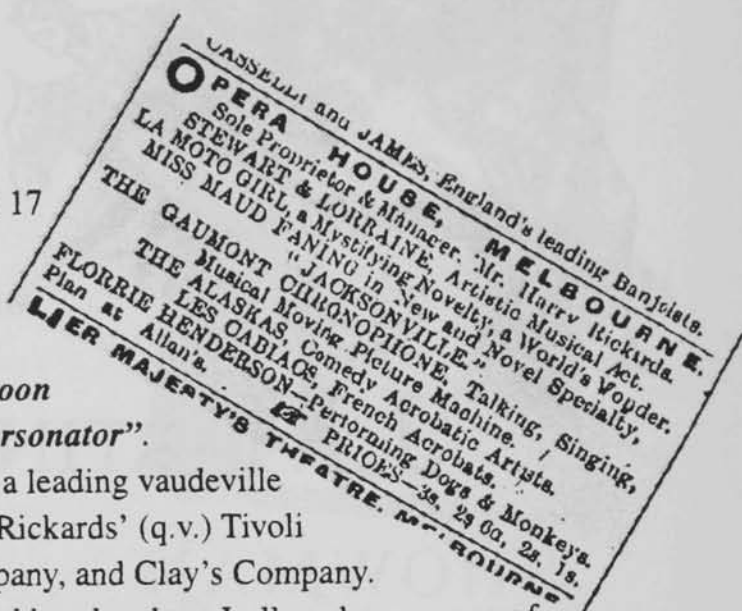 CASSELLI and JAMES, England's leading Banjoists.
OPERA HOUSE, MELBOURNE.
Sole Proprietor & Manager, Mr. Harry Rickards.
STEWART & LORRAINE, Artistic Musical Act.
LA MOTO GIRL, a Mystifying Novelty, a World's Wonder.
MISS MAUD FANING in New and Novel Specialty,
"JACKSONVILLE."
THE GAUMONT CHRONOPHONE, Talking, Singing,
Musical Moving Picture Machine.
THE ALASKAS, Comedy Acrobatic Artists.
LES CABIACS, French Acrobats.
FLORRIE HENDERSON—Performing Dogs & Monkeys.
Plan at Allan's. ☞ PRICES—3s, 2s 6d, 2s, 1s.
HER MAJESTY'S THEATRE, MELBOURNE
17
oon
rsonator".
a leading vaudeville
Rickards' (q.v.) Tivoli
pany, and Clay's Company.